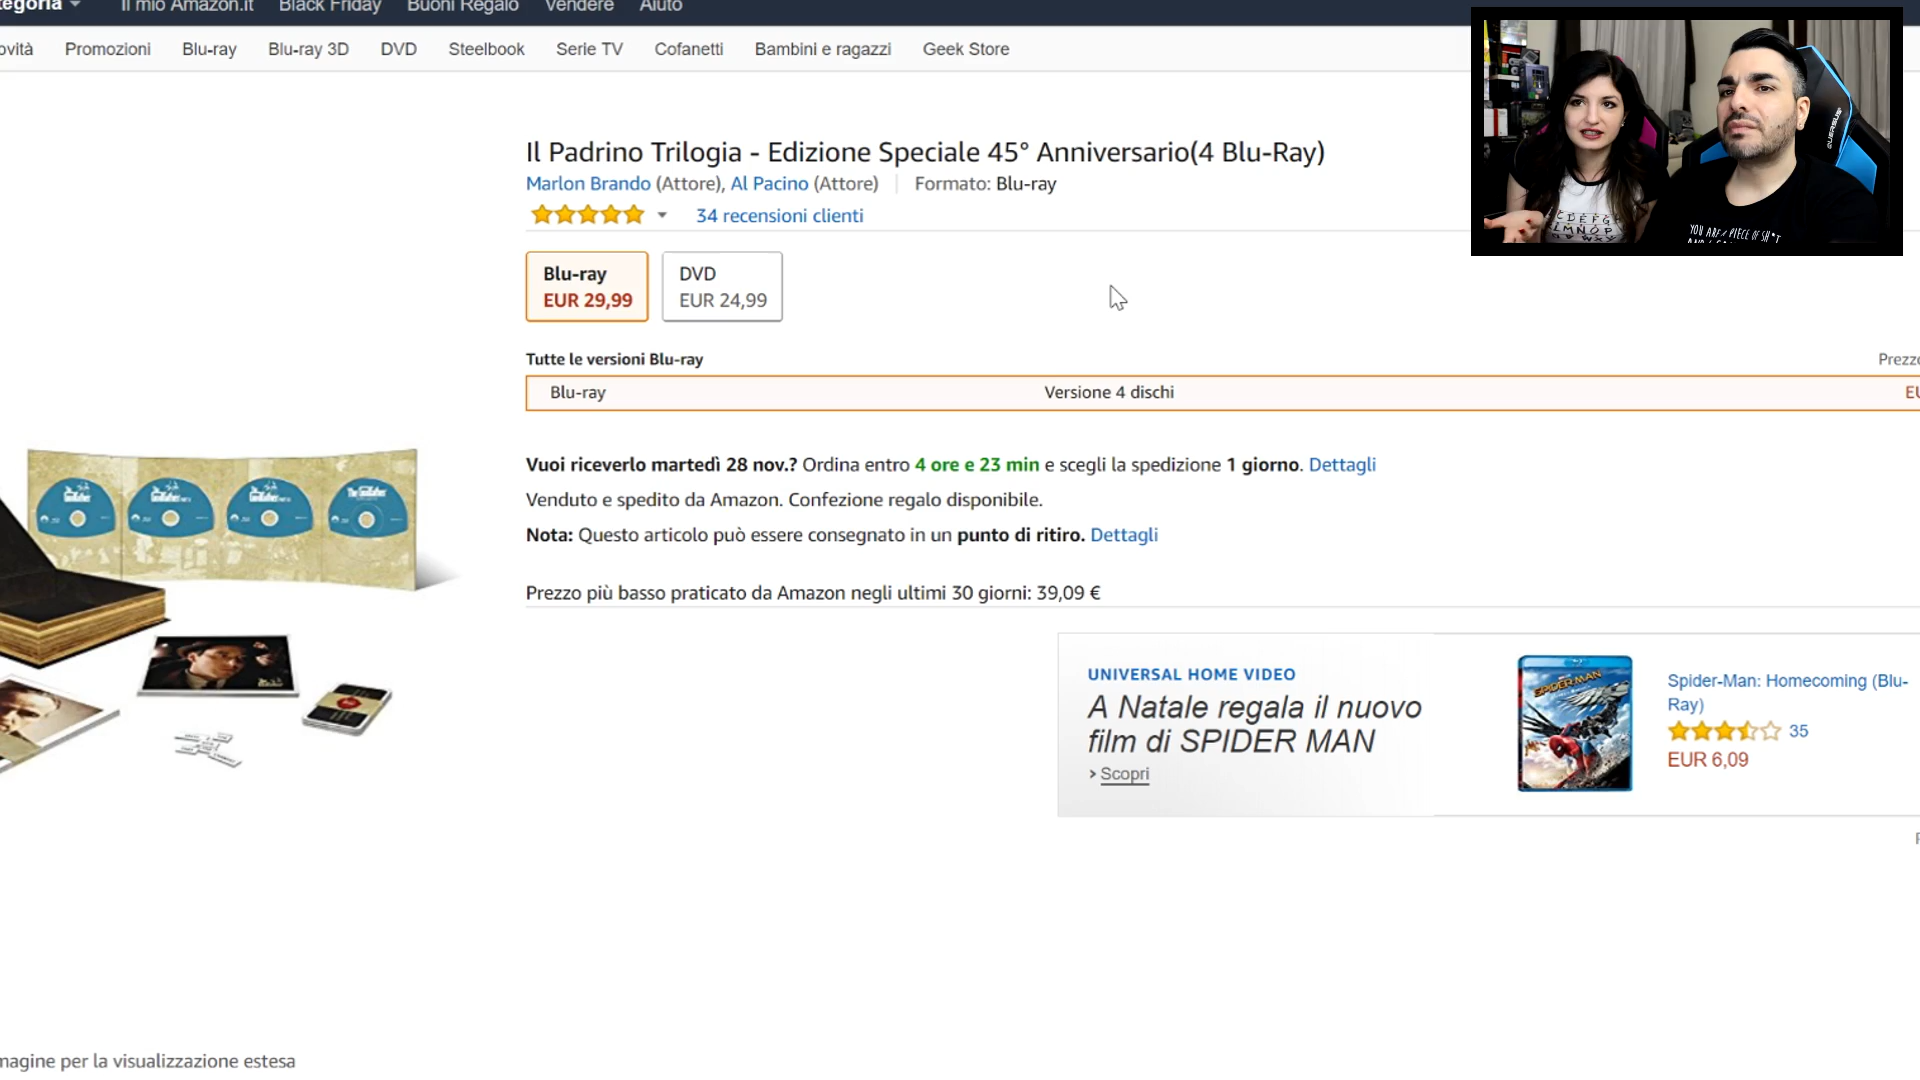 Il mio Amazon.it Black Friday Buoni Regalo Vendere Aiuto
Promozioni Blu-ray Blu-ray 3D DVD Steelbook Serie TV Cofanetti Bambini e ragazzi Geek Store
Il Padrino Trilogia - Edizione Speciale 45° Anniversario(4 Blu-Ray)
Marlon Brando (Attore), Al Pacino (Attore) | Formato: Blu-ray
34 recensioni clienti
Blu-ray
EUR 29,99
DVD
EUR 24,99
Tutte le versioni Blu-ray
Blu-ray Versione 4 dischi
Vuoi riceverlo martedì 28 nov.? Ordina entro 4 ore e 23 min e scegli la spedizione 1 giorno. Dettagli
Venduto e spedito da Amazon. Confezione regalo disponibile.
Nota: Questo articolo può essere consegnato in un punto di ritiro. Dettagli
Prezzo più basso praticato da Amazon negli ultimi 30 giorni: 39,09 €
UNIVERSAL HOME VIDEO
A Natale regala il nuovo
film di SPIDER MAN
› Scopri
SPIDER-MAN
Spider-Man: Homecoming (Blu-
Ray)
35
EUR 6,09
YOU ARE A PIECE OF SH*T
per la visualizzazione estesa